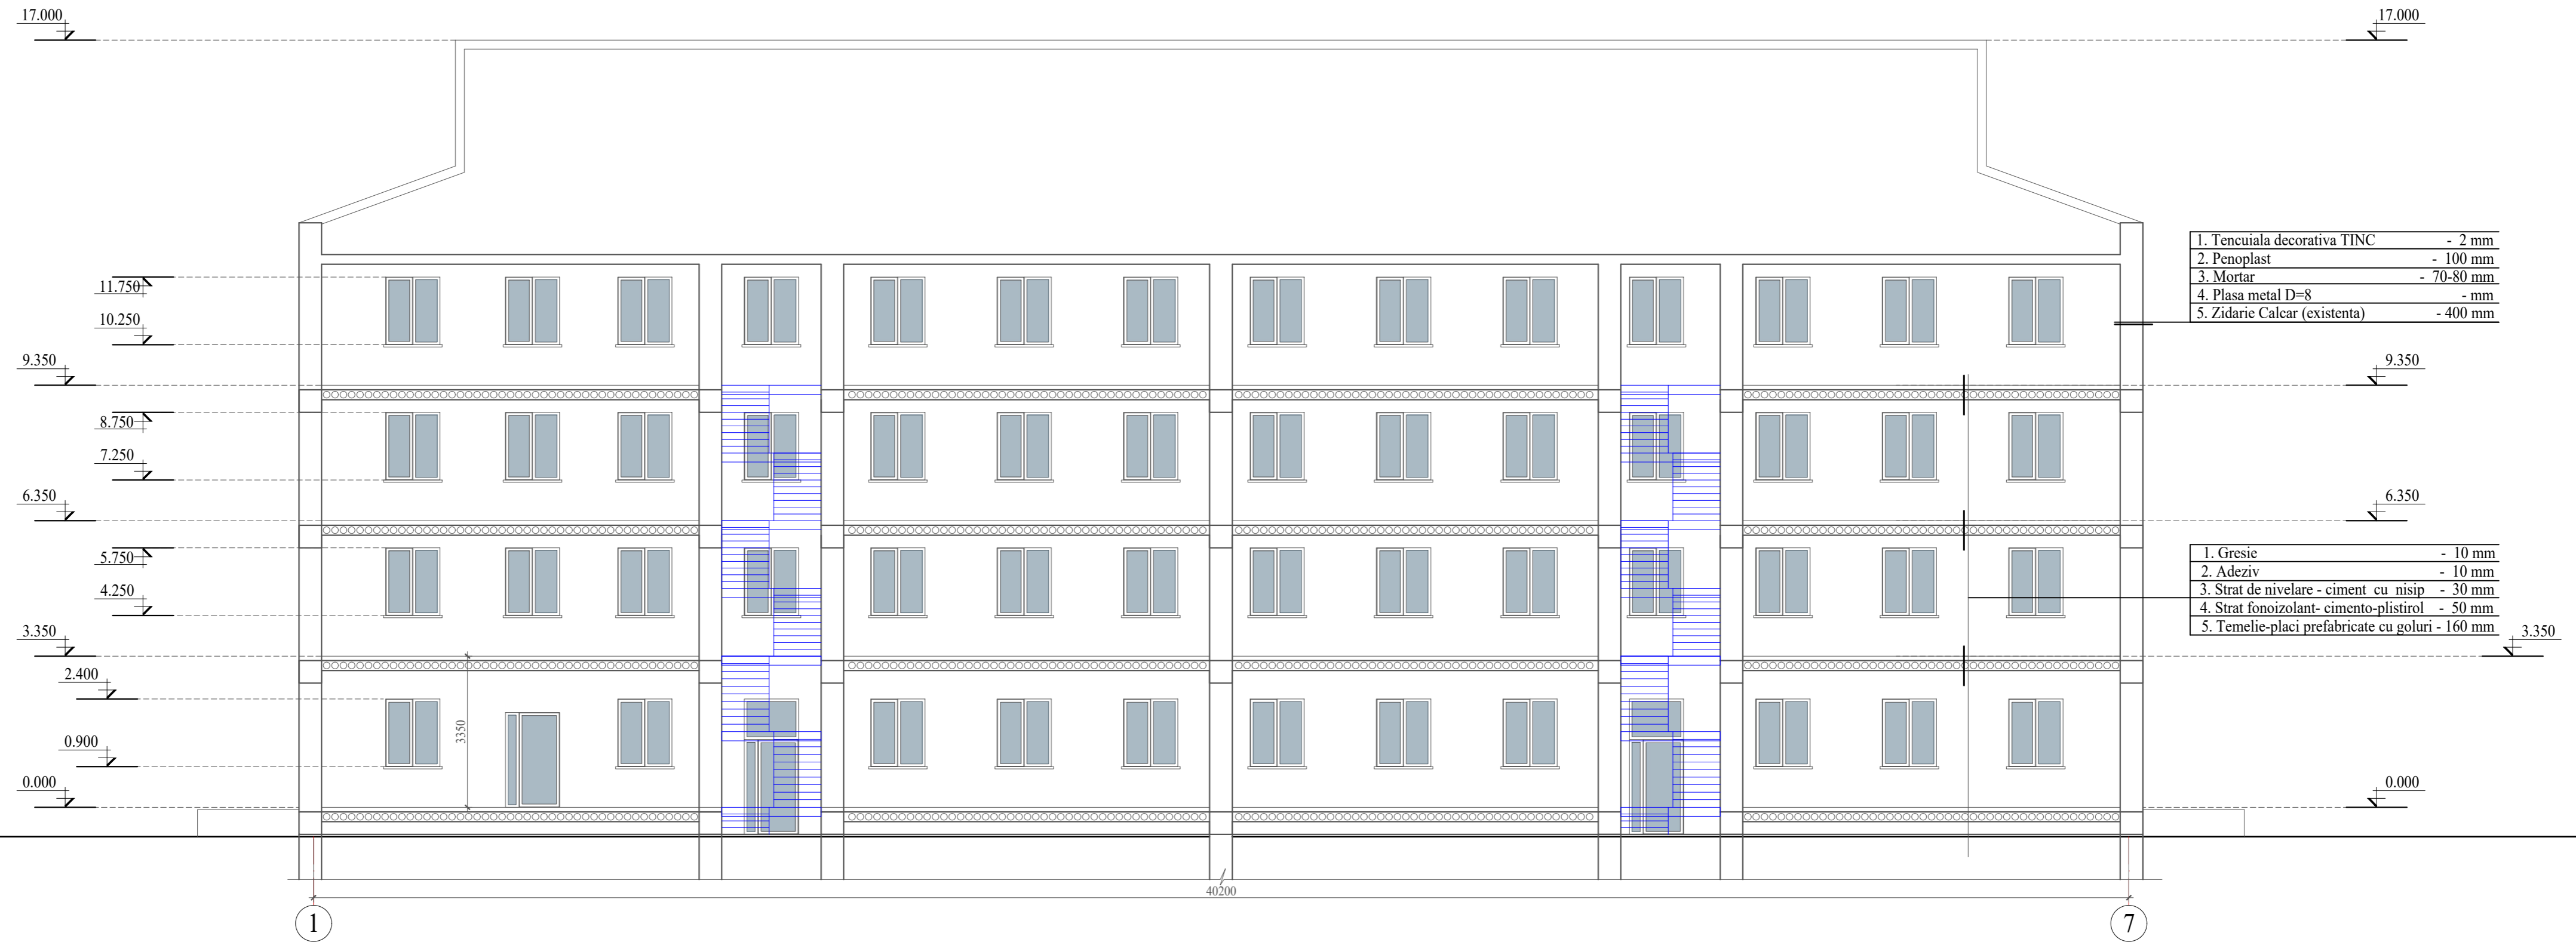 17.000
17.000
1. Tencuiala decorativa TINC - 2 mm
2. Penoplast - 100 mm
3. Mortar - 70-80 mm
4. Plasa metal D=8 - mm
5. Zidarie Calcar (existenta) - 400 mm
11.750
10.250
9.350
9.350
8.750
7.250
6.350
6.350
5.750
1. Gresie - 10 mm
2. Adeziv - 10 mm
3. Strat de nivelare - ciment cu nisip - 30 mm
4. Strat fonoizolant- cimento-plistirol - 50 mm
5. Temelie-placi prefabricate cu goluri - 160 mm
4.250
3.350
3.350
2.400
3350
0.900
0.000
0.000
40200
1
7